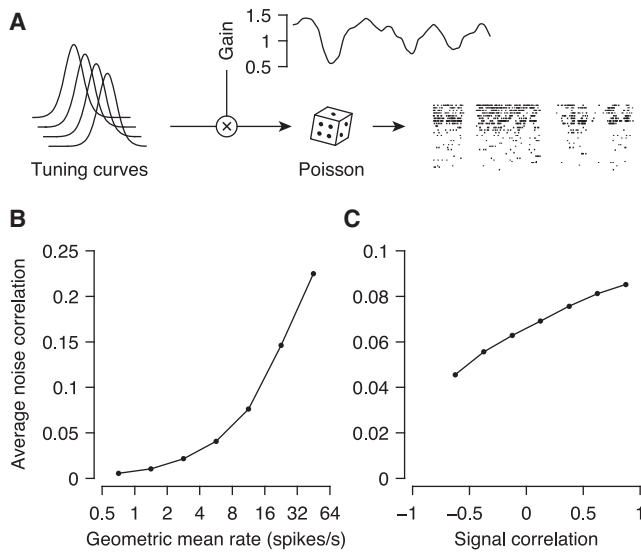 A
Gain
1.5
1
1.5
Tuning curves
Poisson
B
C
Average noise correlation
0.25
0.2
0.15
0.1
0.05
0
0.5 1 2 4 8 16 32 64
Geometric mean rate (spikes/s)
0.1
0.08
0.06
0.04
0.02
0
−1 −0.5 0 0.5 1
Signal correlation